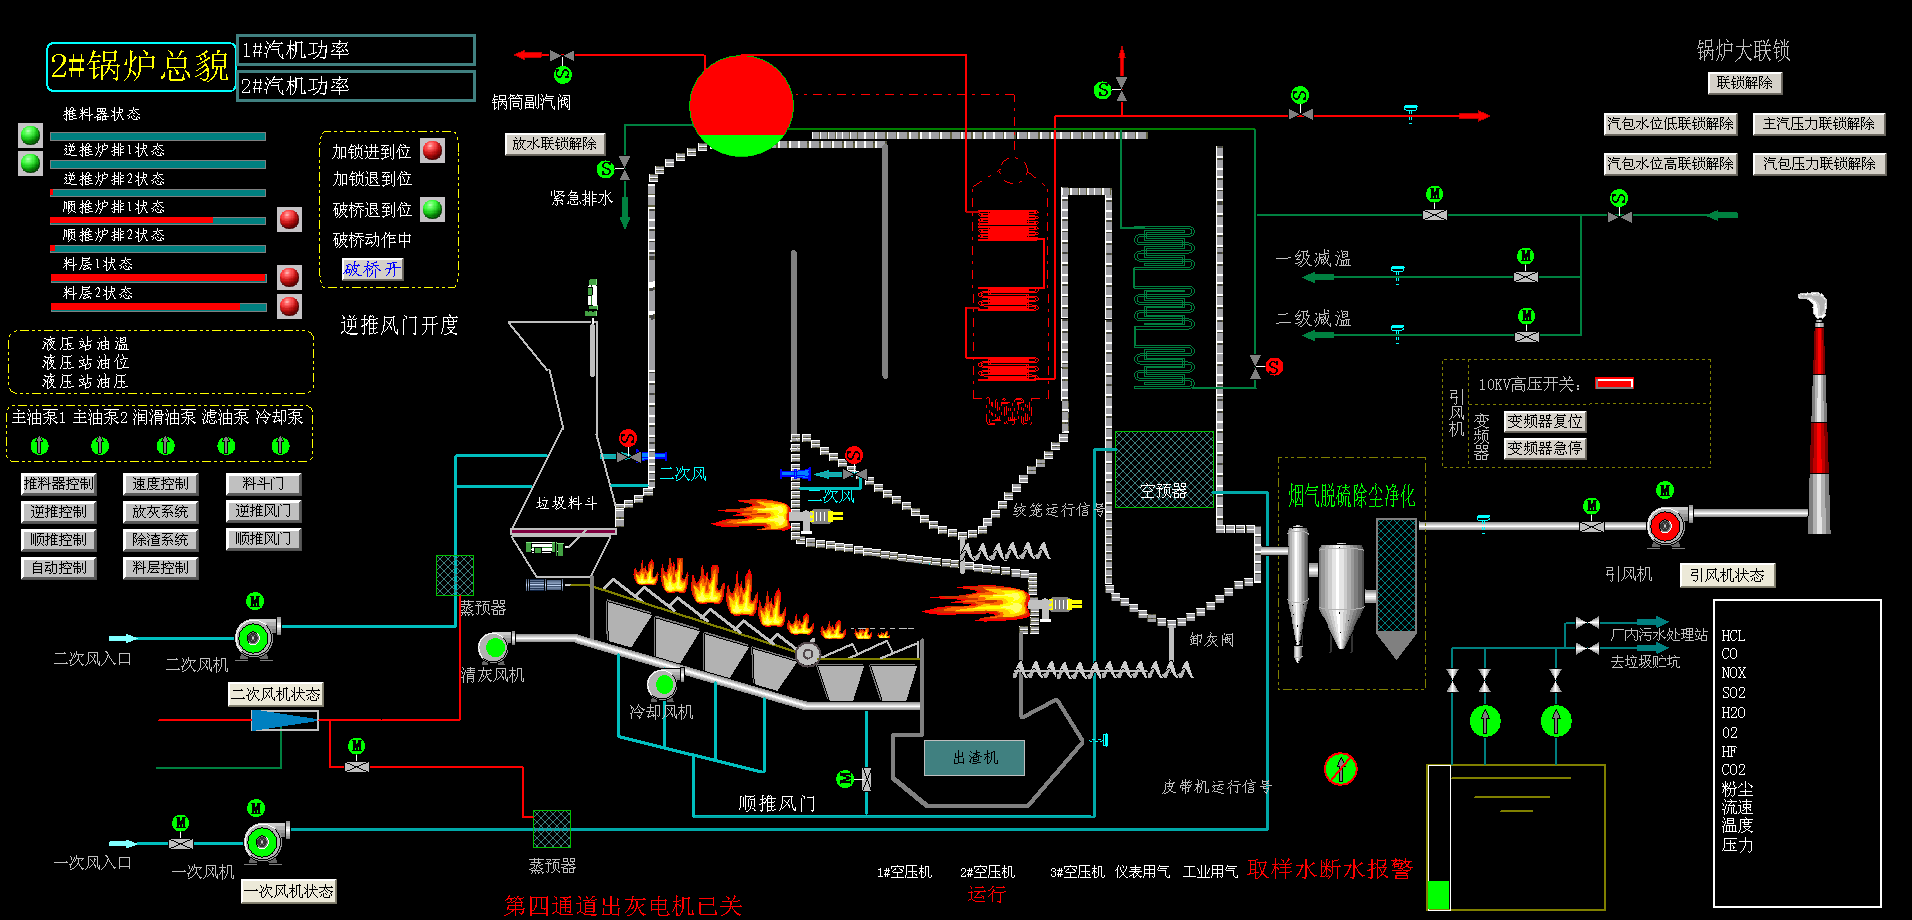 2#锅炉总貌
1#汽机功率
2#汽机功率
推料器状态
逆推炉排1状态
逆推炉排2状态
顺推炉排1状态
顺推炉排2状态
料层1状态
料层2状态
加锁进到位
加锁退到位
破桥退到位
破桥动作中
破桥开
逆推风门开度
液压站油温
液压站油位
液压站油压
主油泵1 主油泵2 润滑油泵 滤油泵 冷却泵
推料器控制
速度控制
料斗门
逆推控制
放灰系统
逆推风门
顺推控制
除渣系统
顺推风门
自动控制
料层控制
锅筒副汽阀
放水联锁解除
紧急排水
S
S
S
S
M
S
M
M
S
锅炉大联锁
联锁解除
汽包水位低联锁解除
主汽压力联锁解除
汽包水位高联锁解除
汽包压力联锁解除
一级减温
二级减温
引风机
10KV高压开关:
变频器
变频器复位
变频器急停
S
二次风
S
二次风
垃圾料斗
绞笼运行信号
空预器
烟气脱硫除尘净化
M
M
引风机
引风机状态
蒸预器
M
二次风入口
二次风机
二次风机状态
清灰风机
冷却风机
卸灰阀
厂内污水处理站
去垃圾贮坑
出渣机
M
M
顺推风门
皮带机运行信号
M
M
一次风入口
一次风机
一次风机状态
蒸预器
HCL
CO
NOX
SO2
H2O
O2
HF
CO2
粉尘
流速
温度
压力
1#空压机
2#空压机
3#空压机
仪表用气
工业用气
取样水断水报警
运行
第四通道出灰电机已关